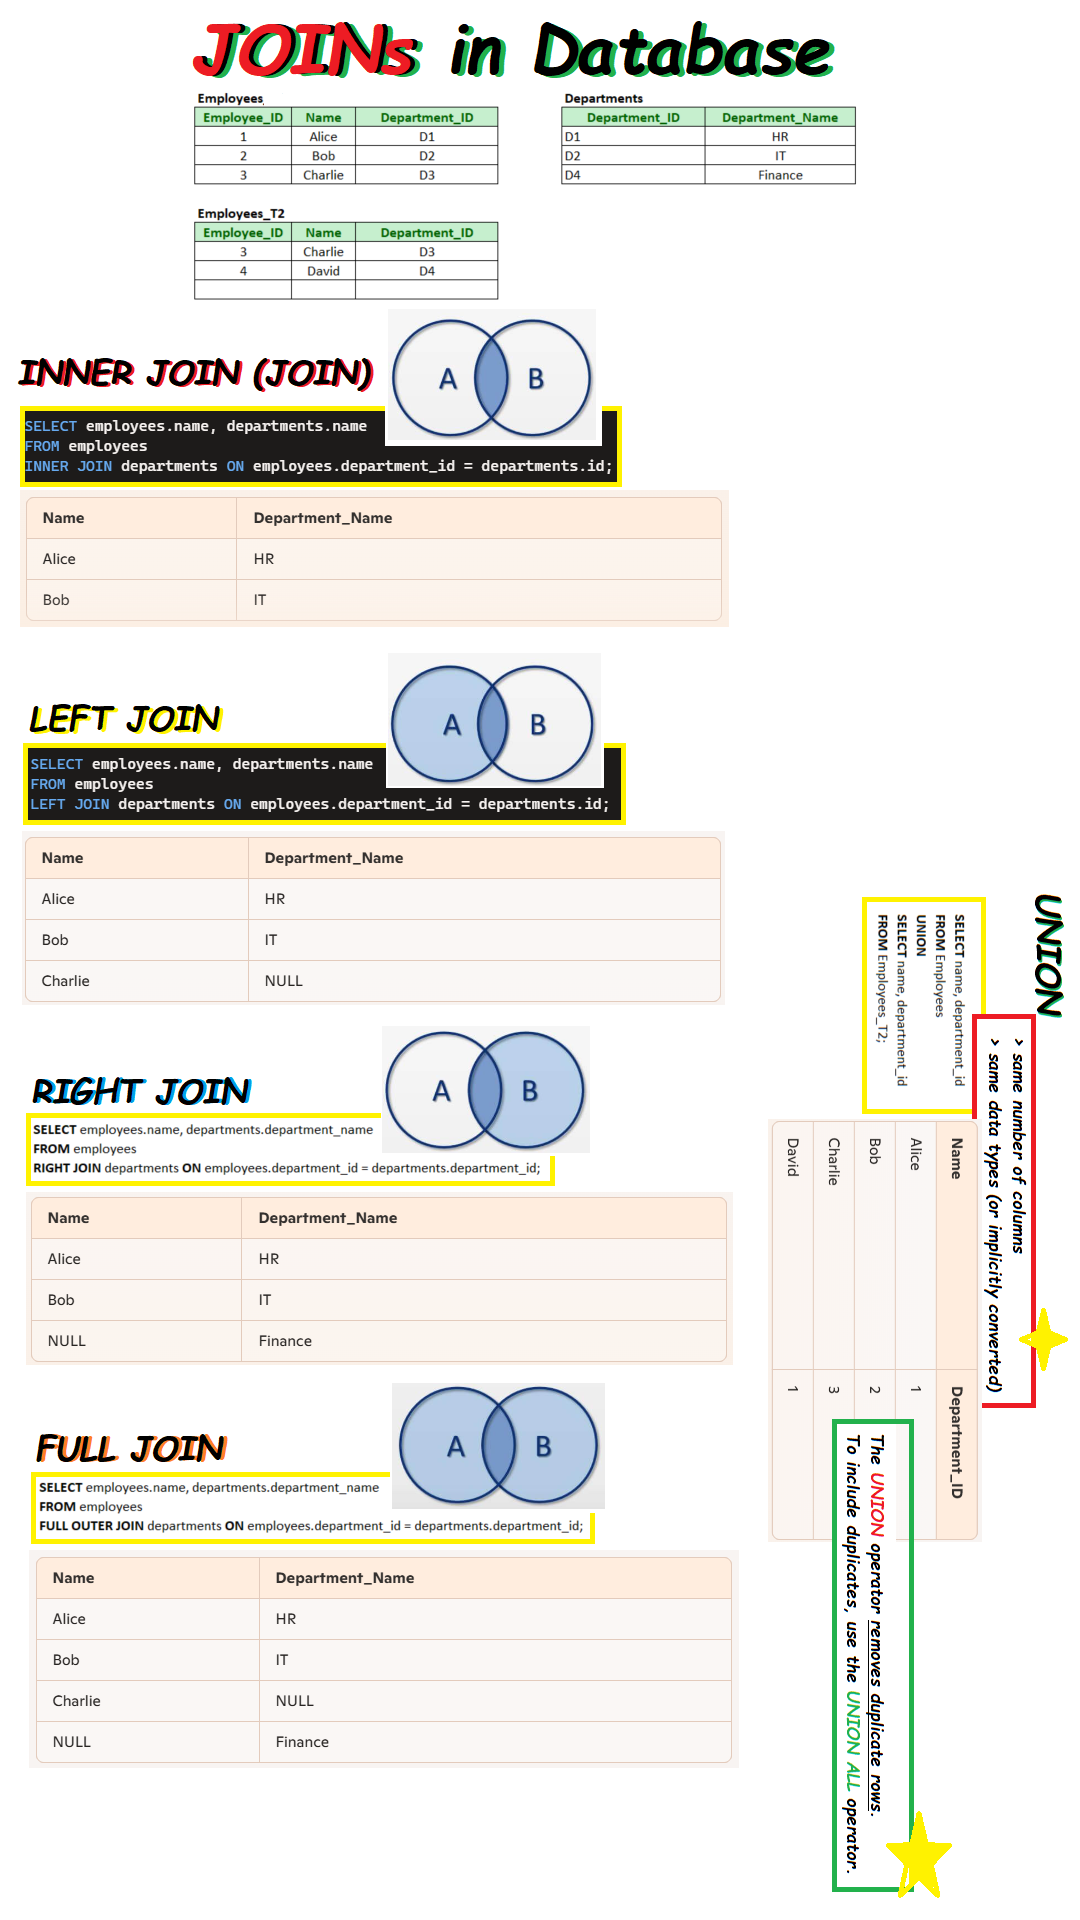 JOINs in Database
Employees
Employee_ID Name Department_ID
1 Alice D1
2 Bob D2
3 Charlie D3
Departments
Department_ID Department_Name
D1 HR
D2 IT
D4 Finance
Employees_T2
Employee_ID Name Department_ID
3 Charlie D3
4 David D4
INNER JOIN (JOIN)
A B
SELECT employees.name, departments.name
FROM employees
INNER JOIN departments ON employees.department_id = departments.id;
Name Department_Name
Alice HR
Bob IT
LEFT JOIN
A B
SELECT employees.name, departments.name
FROM employees
LEFT JOIN departments ON employees.department_id = departments.id;
Name Department_Name
Alice HR
Bob IT
Charlie NULL
RIGHT JOIN
A B
SELECT employees.name, departments.department_name
FROM employees
RIGHT JOIN departments ON employees.department_id = departments.department_id;
Name Department_Name
Alice HR
Bob IT
NULL Finance
FULL JOIN
A B
SELECT employees.name, departments.department_name
FROM employees
FULL OUTER JOIN departments ON employees.department_id = departments.department_id;
Name Department_Name
Alice HR
Bob IT
Charlie NULL
NULL Finance
UNION
> same number of columns
> same data types (or implicitly converted)
SELECT name, department_id
FROM Employees
UNION
SELECT name, department_id
FROM Employees_T2;
Name Department_ID
Alice 1
Bob 2
Charlie 3
David 1
The UNION operator removes duplicate rows.
To include duplicates, use the UNION ALL operator.